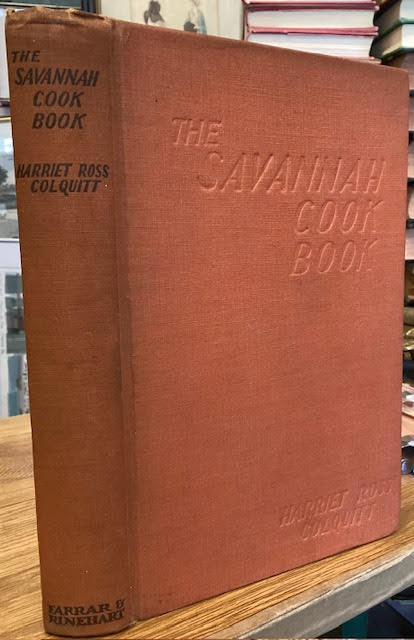 THE
SAVANNAH
COOK
BOOK
HARRIET ROSS
COLQUITT
FARRAR &
RINEHART
THE
SAVANNAH
COOK
BOOK
HARRIET ROSS
COLQUITT